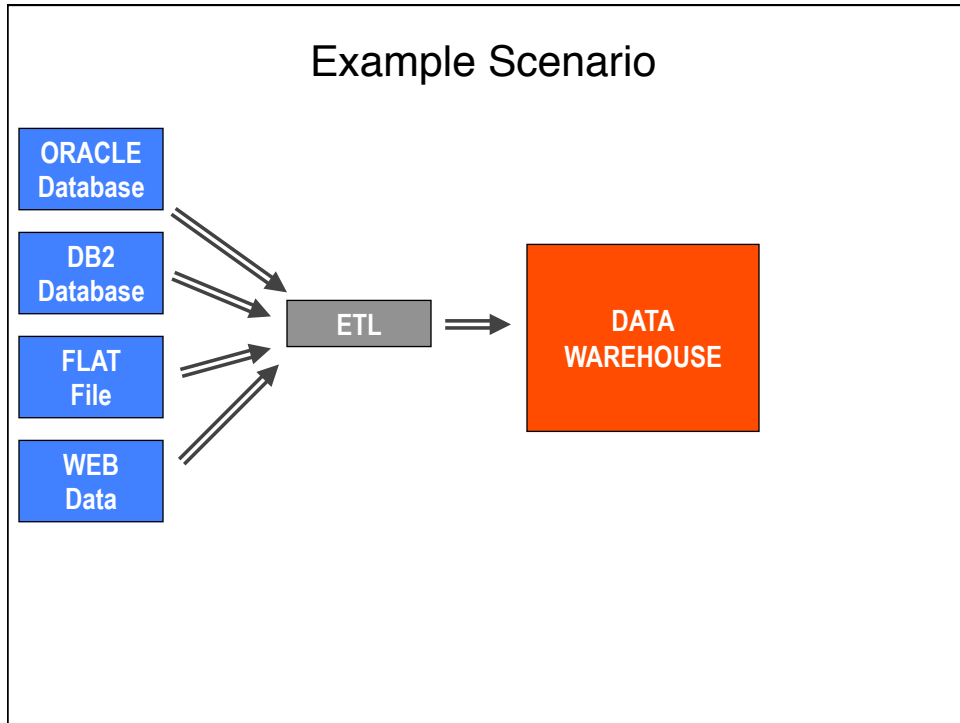 Example Scenario
ORACLE
Database
DB2
Database
FLAT
File
WEB
Data
ETL
DATA
WAREHOUSE